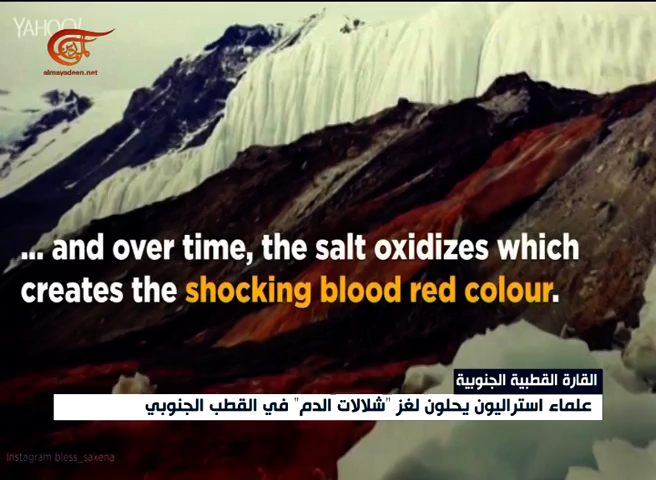 YAHOO!
almayadeen.net
... and over time, the salt oxidizes which
creates the shocking blood red colour.
القارة القطبية الجنوبية
علماء استراليون يحلون لغز "شلالات الدم" في القطب الجنوبي
Instagram bless_saxena